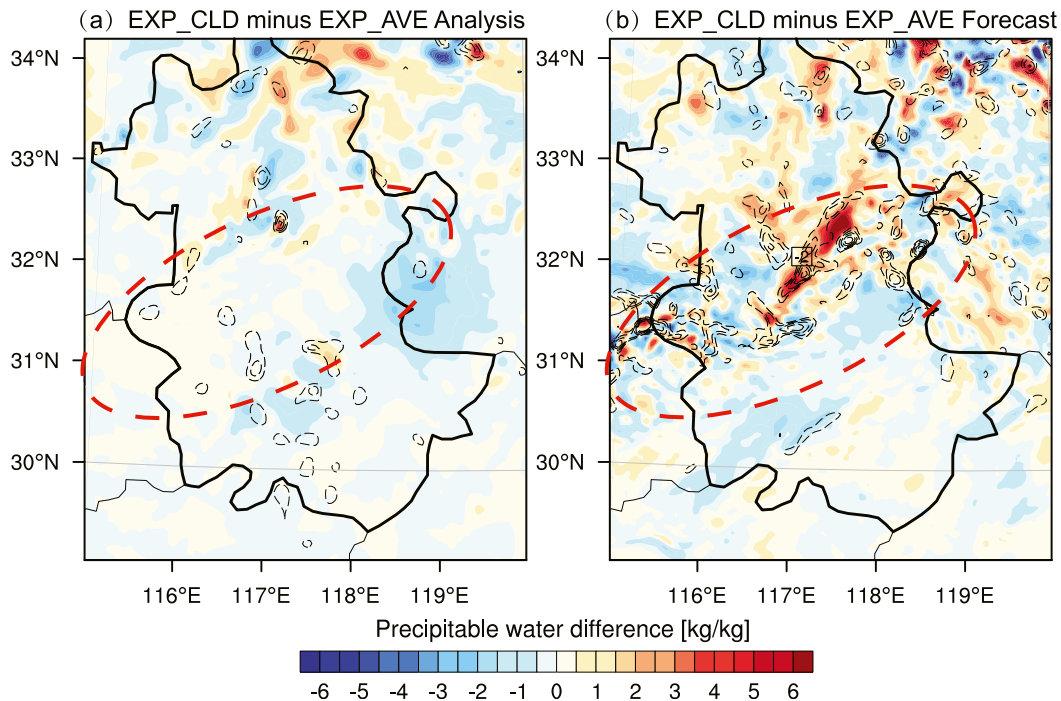 （a） EXP_CLD minus EXP_AVE Analysis
（b） EXP_CLD minus EXP_AVE Forecast
34°N
33°N
32°N
31°N
30°N
34°N
33°N
32°N
31°N
30°N
-2
116°E 117°E 118°E 119°E
116°E 117°E 118°E 119°E
Precipitable water difference [kg/kg]
-6 -5 -4 -3 -2 -1 0 1 2 3 4 5 6